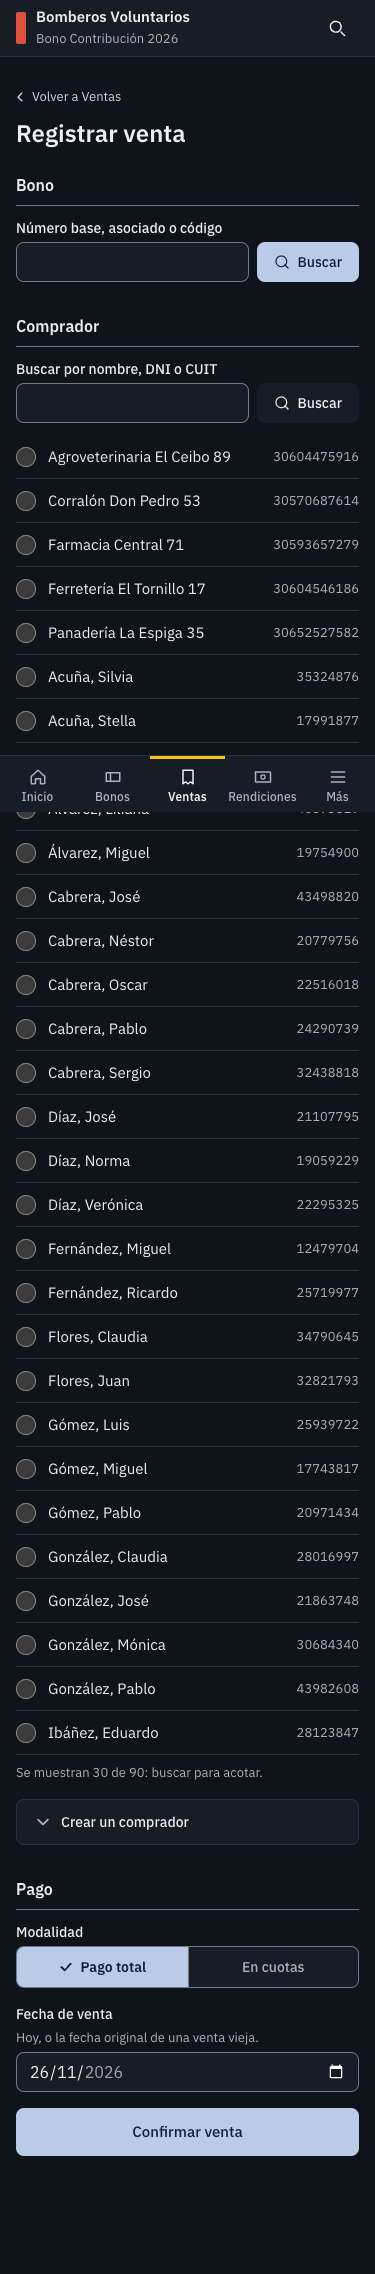 Bomberos Voluntarios
Bono Contribución 2026
Volver a Ventas
Registrar venta
Bono
Número base, asociado o código
Buscar
Comprador
Buscar por nombre, DNI o CUIT
Buscar
Agroveterinaria El Ceibo 89 30604475916
Corralón Don Pedro 53 30570687614
Farmacia Central 71 30593657279
Ferretería El Tornillo 17 30604546186
Panadería La Espiga 35 30652527582
Acuña, Silvia 35324876
Acuña, Stella 17991877
Inicio Bonos Ventas Rendiciones Más
Álvarez, Miguel 19754900
Cabrera, José 43498820
Cabrera, Néstor 20779756
Cabrera, Oscar 22516018
Cabrera, Pablo 24290739
Cabrera, Sergio 32438818
Díaz, José 21107795
Díaz, Norma 19059229
Díaz, Verónica 22295325
Fernández, Miguel 12479704
Fernández, Ricardo 25719977
Flores, Claudia 34790645
Flores, Juan 32821793
Gómez, Luis 25939722
Gómez, Miguel 17743817
Gómez, Pablo 20971434
González, Claudia 28016997
González, José 21863748
González, Mónica 30684340
González, Pablo 43982608
Ibáñez, Eduardo 28123847
Se muestran 30 de 90: buscar para acotar.
Crear un comprador
Pago
Modalidad
Pago total En cuotas
Fecha de venta
Hoy, o la fecha original de una venta vieja.
26/11/2026
Confirmar venta